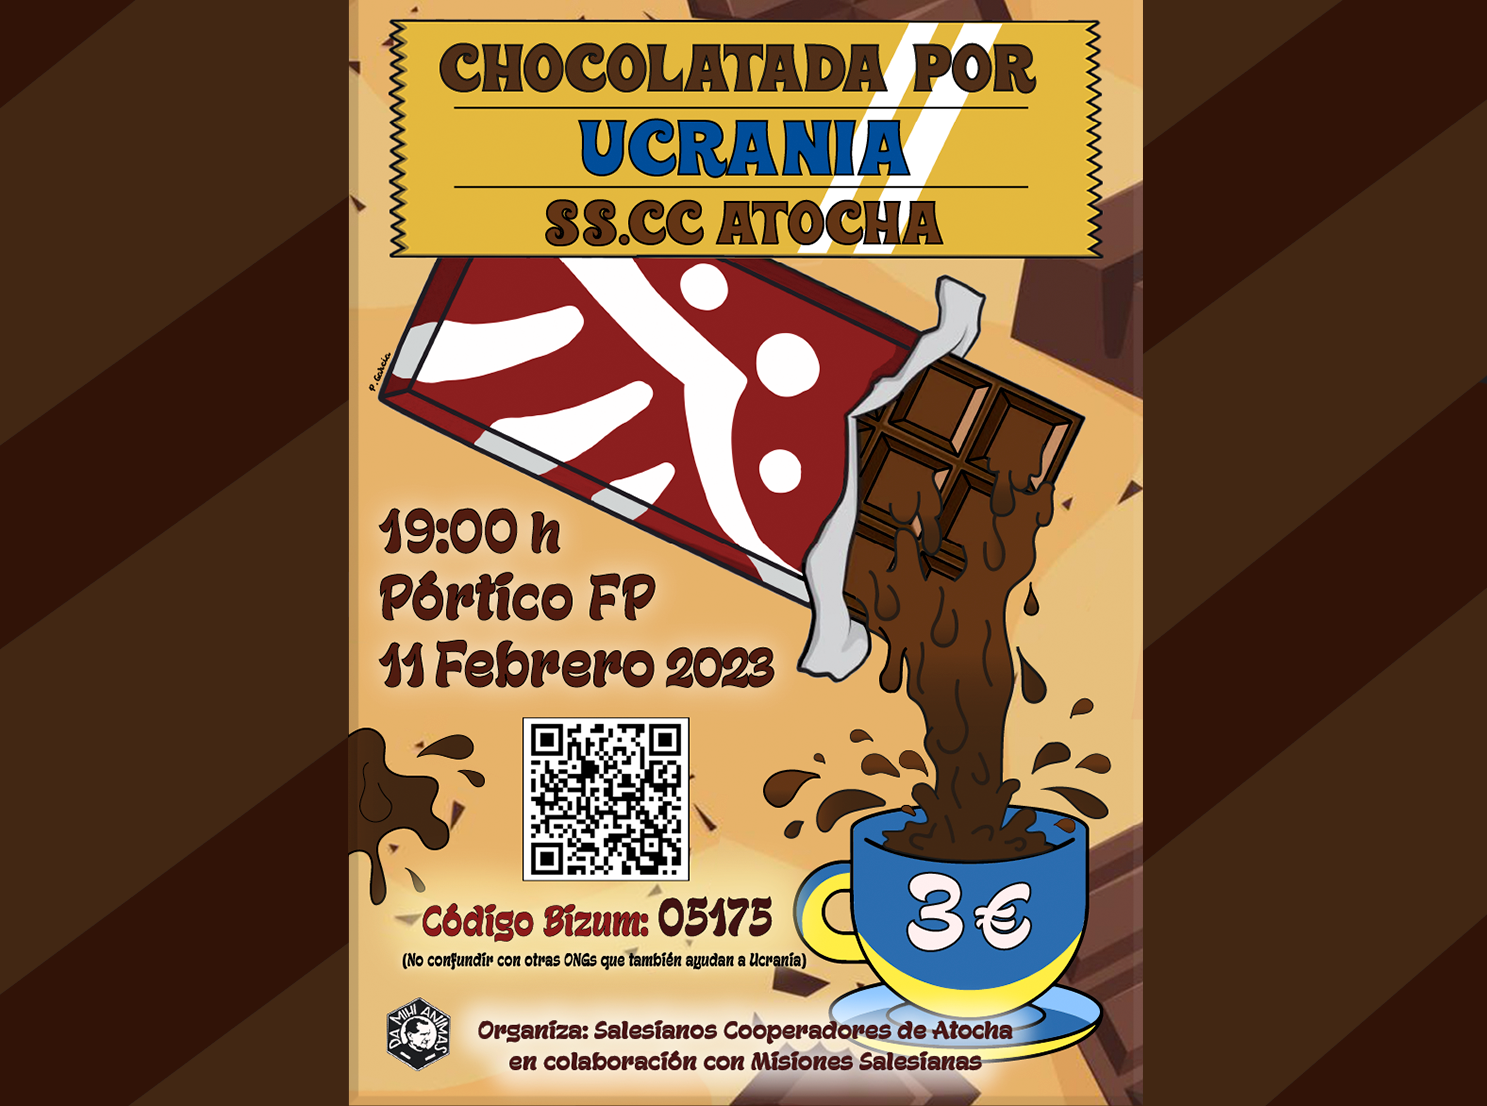 CHOCOLATADA POR
UCRANIA
SS.CC ATOCHA
P. García
19:00 h
Pórtico FP
11 Febrero 2023
Código Bizum: 05175
(No confundir con otras ONGs que también ayudan a Ucrania)
3€
DA MIHI ANIMAS
Organiza: Salesianos Cooperadores de Atocha
en colaboración con Misiones Salesianas